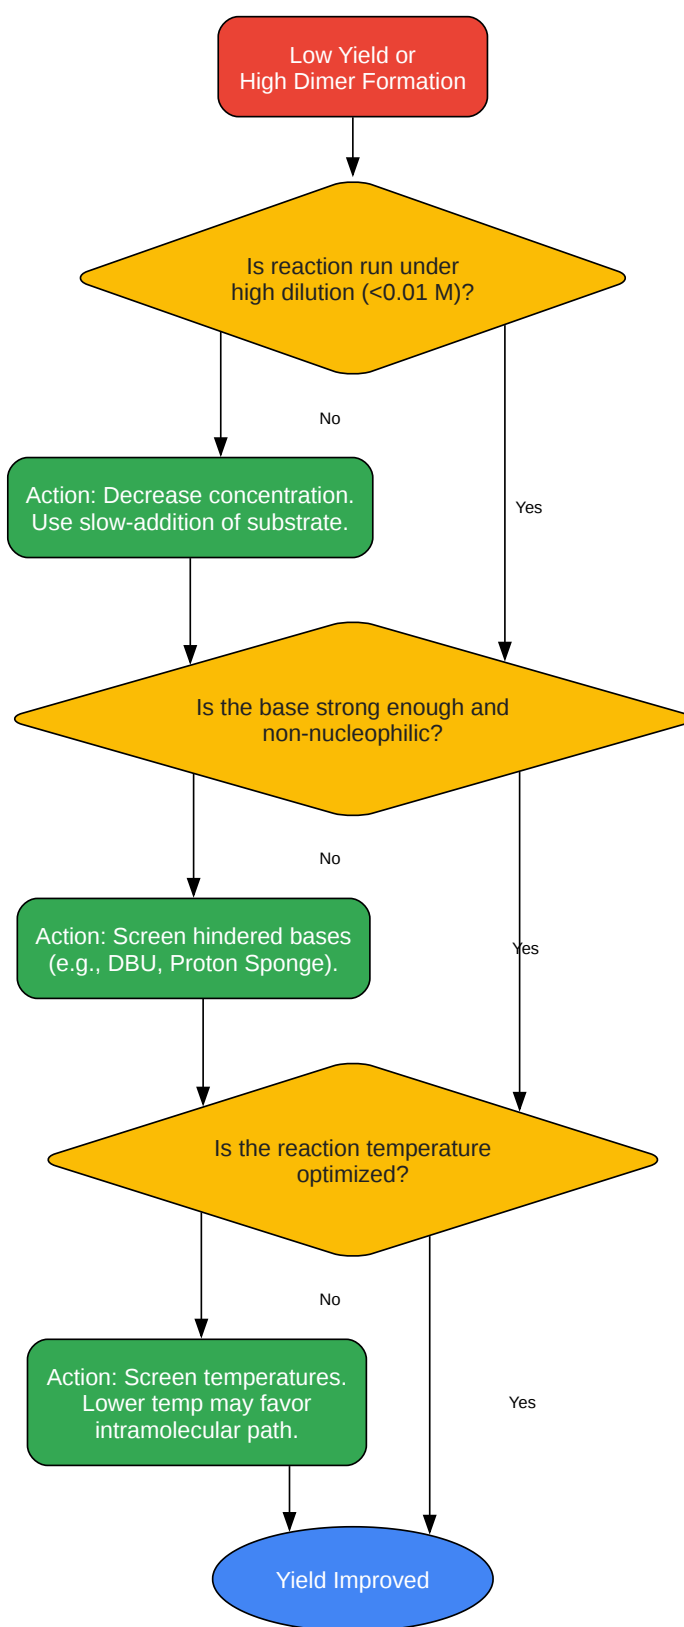 Low Yield or
High Dimer Formation
Is reaction run under
high dilution (<0.01 M)?
No
Action: Decrease concentration.
Use slow-addition of substrate.
Yes
Is the base strong enough and
non-nucleophilic?
No
Action: Screen hindered bases
(e.g., DBU, Proton Sponge).
Yes
Is the reaction temperature
optimized?
No
Action: Screen temperatures.
Lower temp may favor
intramolecular path.
Yes
Yield Improved